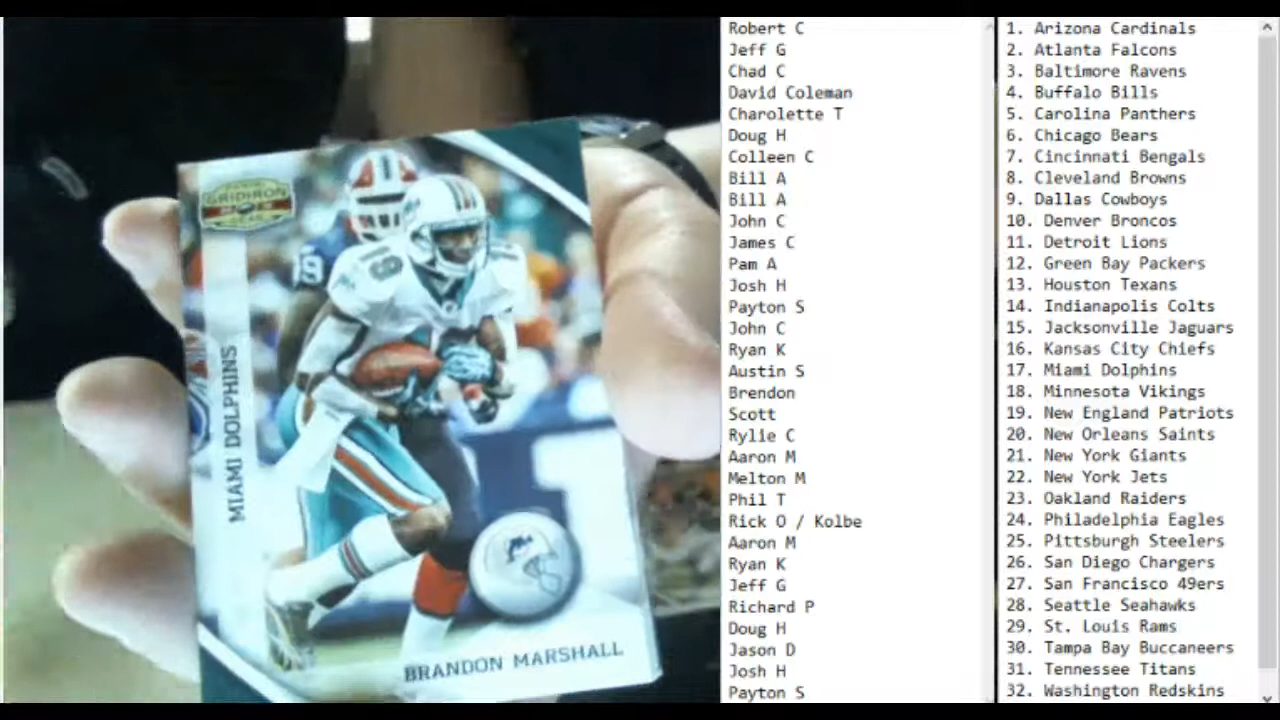 GRIDIRON
GEAR
19
99
MIAMI DOLPHINS
BRANDON MARSHALL
Robert C
Jeff G
Chad C
David Coleman
Charolette T
Doug H
Colleen C
Bill A
Bill A
John C
James C
Pam A
Josh H
Payton S
John C
Ryan K
Austin S
Brendon
Scott
Rylie C
Aaron M
Melton M
Phil T
Rick O / Kolbe
Aaron M
Ryan K
Jeff G
Richard P
Doug H
Jason D
Josh H
Payton S
1. Arizona Cardinals
2. Atlanta Falcons
3. Baltimore Ravens
4. Buffalo Bills
5. Carolina Panthers
6. Chicago Bears
7. Cincinnati Bengals
8. Cleveland Browns
9. Dallas Cowboys
10. Denver Broncos
11. Detroit Lions
12. Green Bay Packers
13. Houston Texans
14. Indianapolis Colts
15. Jacksonville Jaguars
16. Kansas City Chiefs
17. Miami Dolphins
18. Minnesota Vikings
19. New England Patriots
20. New Orleans Saints
21. New York Giants
22. New York Jets
23. Oakland Raiders
24. Philadelphia Eagles
25. Pittsburgh Steelers
26. San Diego Chargers
27. San Francisco 49ers
28. Seattle Seahawks
29. St. Louis Rams
30. Tampa Bay Buccaneers
31. Tennessee Titans
32. Washington Redskins